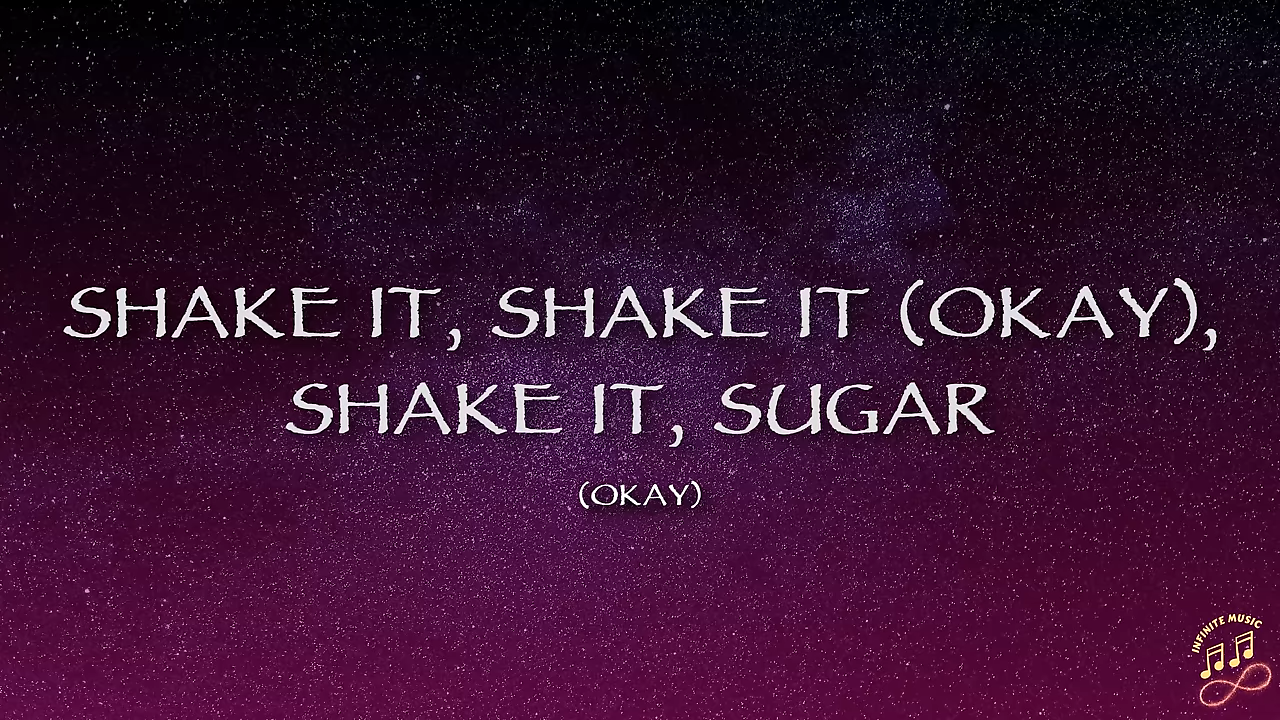 SHAKE IT, SHAKE IT (OKAY),
SHAKE IT, SUGAR
(OKAY)
INFINITE MUSIC